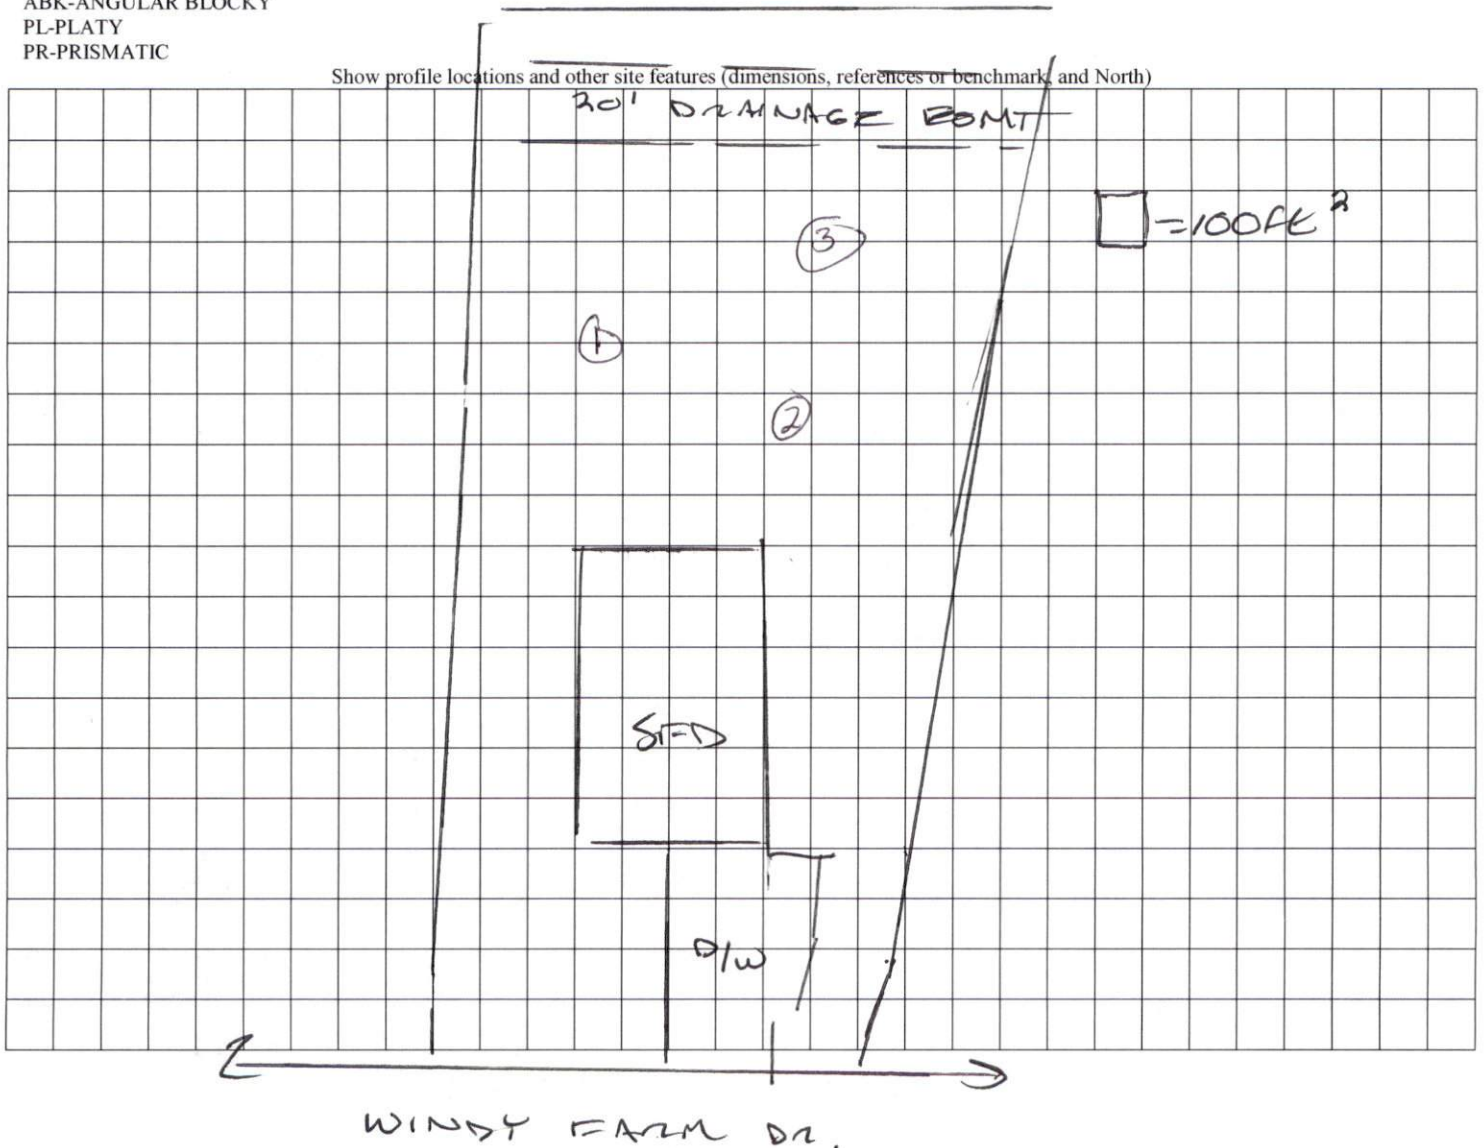 ABK-ANGULAR BLOCKY
PL-PLATY
PR-PRISMATIC
Show profile locations and other site features (dimensions, references or benchmark, and North)
20' DRAINAGE ESMT
3
=100ft²
1
2
SFD
D/W
WINDY FARM DR.